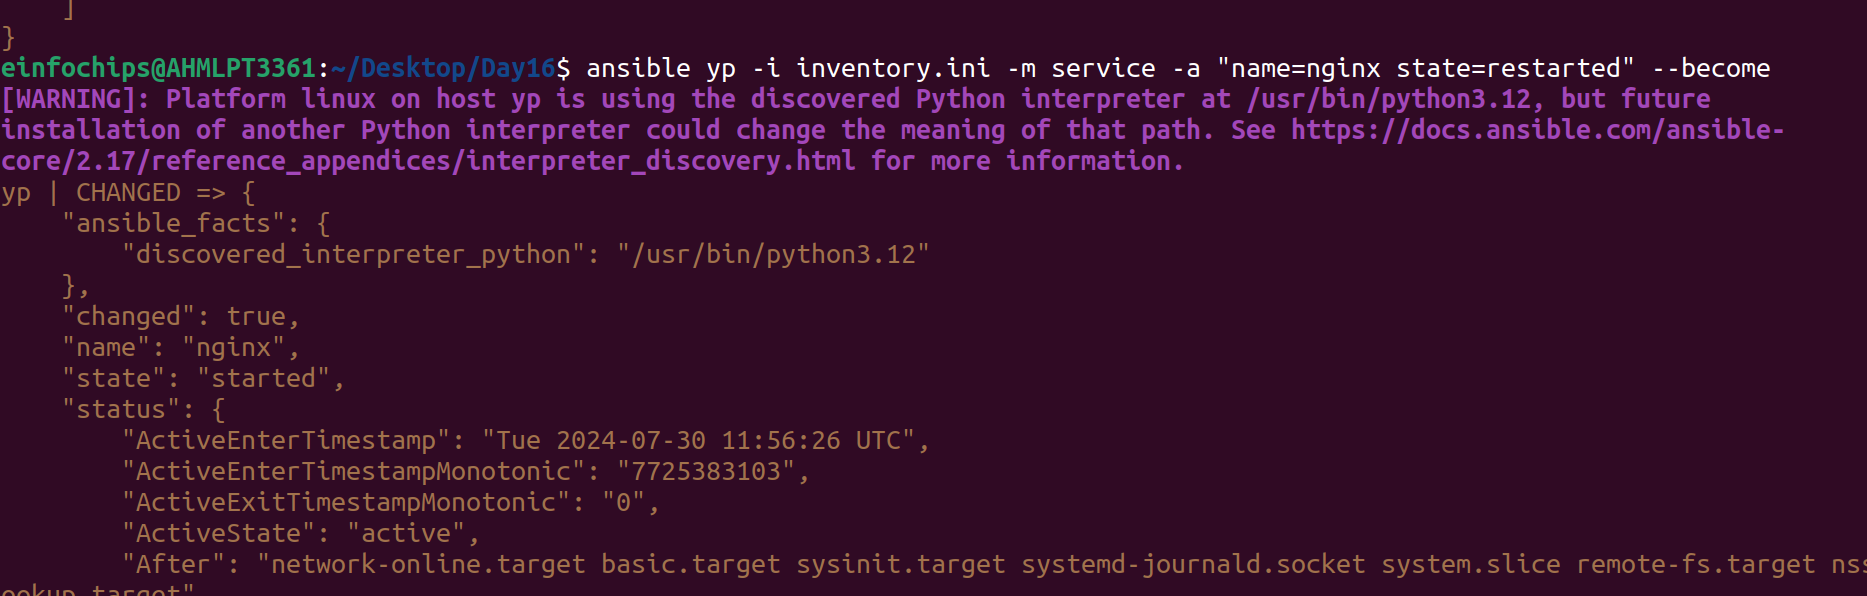 ]
}
einfochips@AHMLPT3361:~/Desktop/Day16$ ansible yp -i inventory.ini -m service -a "name=nginx state=restarted" --become
[WARNING]: Platform linux on host yp is using the discovered Python interpreter at /usr/bin/python3.12, but future
installation of another Python interpreter could change the meaning of that path. See https://docs.ansible.com/ansible-
core/2.17/reference_appendices/interpreter_discovery.html for more information.
yp | CHANGED => {
    "ansible_facts": {
        "discovered_interpreter_python": "/usr/bin/python3.12"
    },
    "changed": true,
    "name": "nginx",
    "state": "started",
    "status": {
        "ActiveEnterTimestamp": "Tue 2024-07-30 11:56:26 UTC",
        "ActiveEnterTimestampMonotonic": "7725383103",
        "ActiveExitTimestampMonotonic": "0",
        "ActiveState": "active",
        "After": "network-online.target basic.target sysinit.target systemd-journald.socket system.slice remote-fs.target nss
ookup.target"